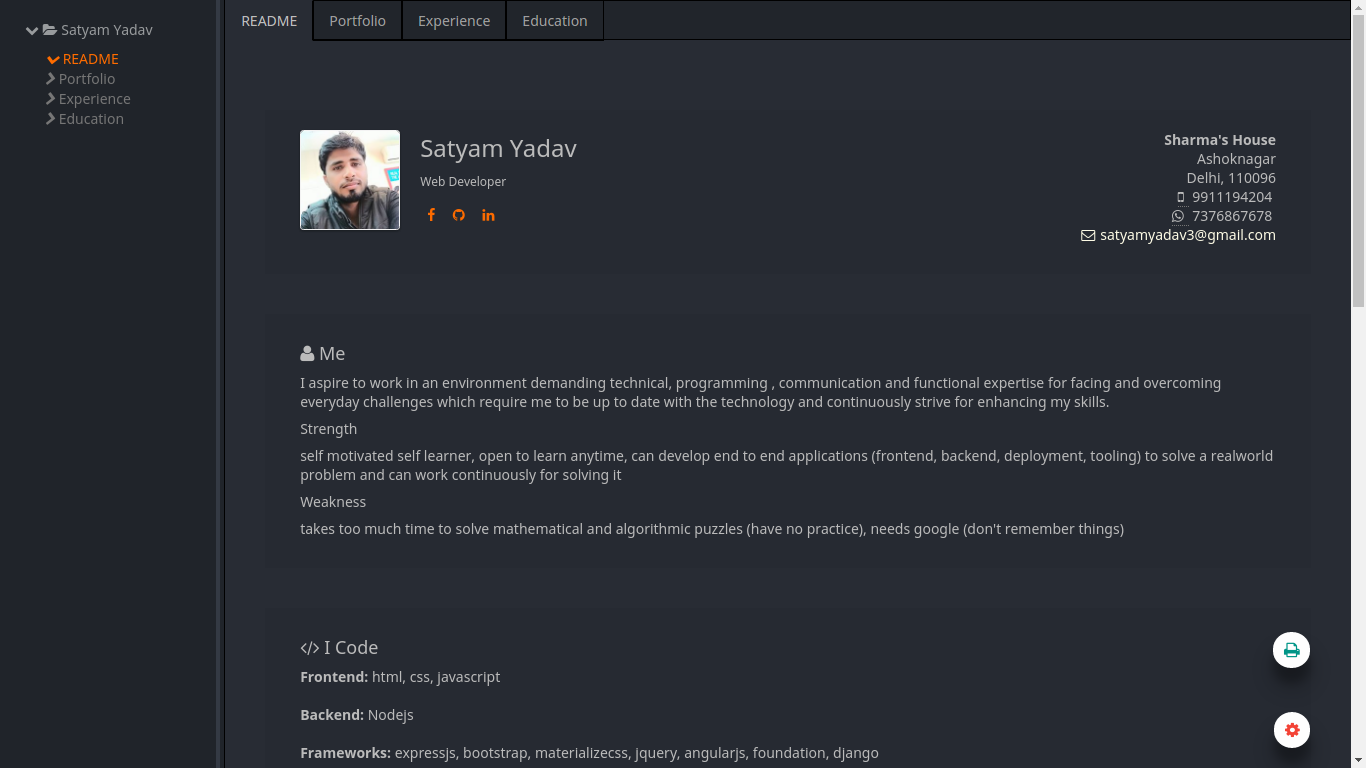 Satyam Yadav
README
Portfolio
Experience
Education
README
Portfolio
Experience
Education
Satyam Yadav
Web Developer
Sharma's House
Ashoknagar
Delhi, 110096
9911194204
7376867678
satyamyadav3@gmail.com
Me
I aspire to work in an environment demanding technical, programming , communication and functional expertise for facing and overcoming
everyday challenges which require me to be up to date with the technology and continuously strive for enhancing my skills.
Strength
self motivated self learner, open to learn anytime, can develop end to end applications (frontend, backend, deployment, tooling) to solve a realworld
problem and can work continuously for solving it
Weakness
takes too much time to solve mathematical and algorithmic puzzles (have no practice), needs google (don't remember things)
</> I Code
Frontend: html, css, javascript
Backend: Nodejs
Frameworks: expressjs, bootstrap, materializecss, jquery, angularjs, foundation, django